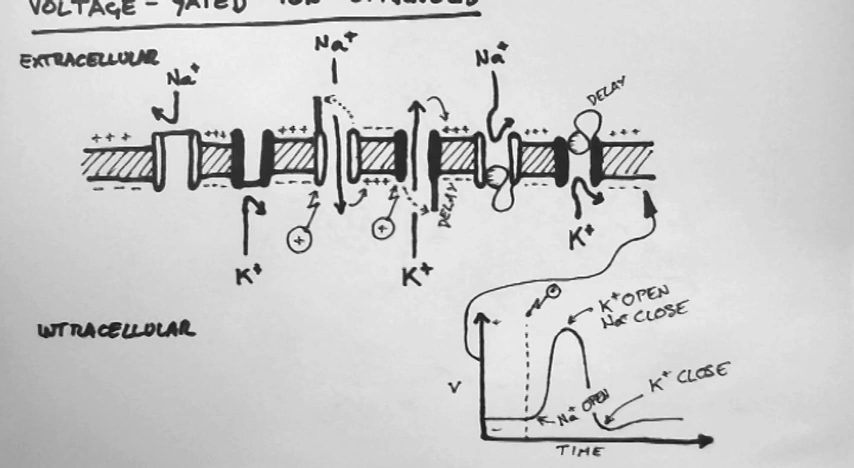 VOLTAGE-GATED ION CHANNELS
EXTRACELLULAR
Na⁺
Na⁺
Na⁺
DELAY
+++
+++
+++
----
+++
+++
+++
---
---
+++
---
---
---
DELAY
+
+
K⁺
K⁺
K⁺
INTRACELLULAR
K⁺ OPEN
Na⁺ CLOSE
+
V
K⁺ CLOSE
Na⁺ OPEN
-
TIME